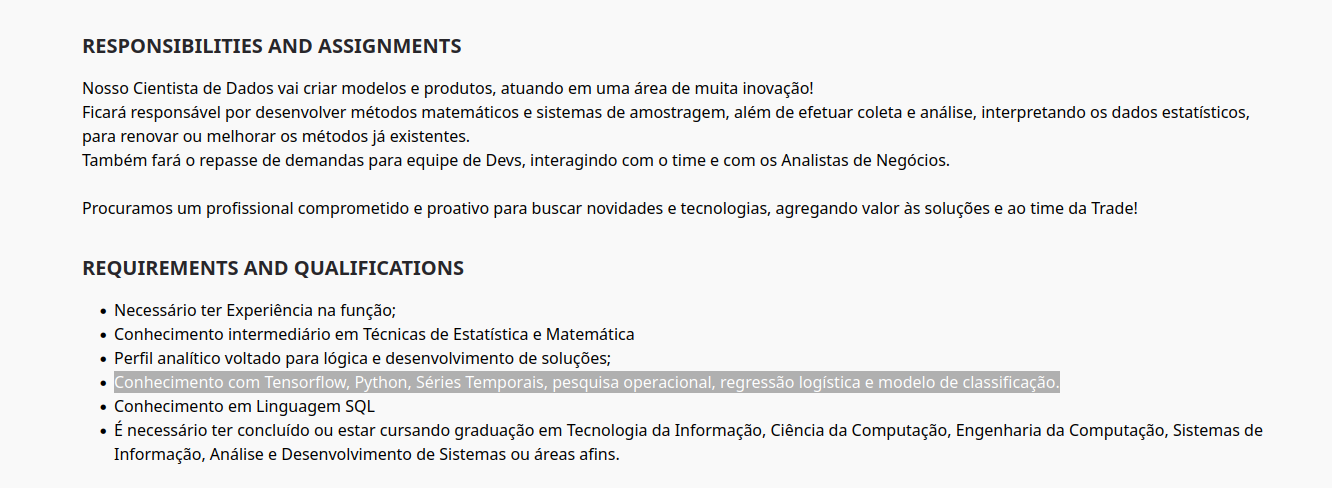 RESPONSIBILITIES AND ASSIGNMENTS
Nosso Cientista de Dados vai criar modelos e produtos, atuando em uma área de muita inovação!
Ficará responsável por desenvolver métodos matemáticos e sistemas de amostragem, além de efetuar coleta e análise, interpretando os dados estatísticos,
para renovar ou melhorar os métodos já existentes.
Também fará o repasse de demandas para equipe de Devs, interagindo com o time e com os Analistas de Negócios.
Procuramos um profissional comprometido e proativo para buscar novidades e tecnologias, agregando valor às soluções e ao time da Trade!
REQUIREMENTS AND QUALIFICATIONS
• Necessário ter Experiência na função;
• Conhecimento intermediário em Técnicas de Estatística e Matemática
• Perfil analítico voltado para lógica e desenvolvimento de soluções;
• Conhecimento com Tensorflow, Python, Séries Temporais, pesquisa operacional, regressão logística e modelo de classificação.
• Conhecimento em Linguagem SQL
• É necessário ter concluído ou estar cursando graduação em Tecnologia da Informação, Ciência da Computação, Engenharia da Computação, Sistemas de
Informação, Análise e Desenvolvimento de Sistemas ou áreas afins.